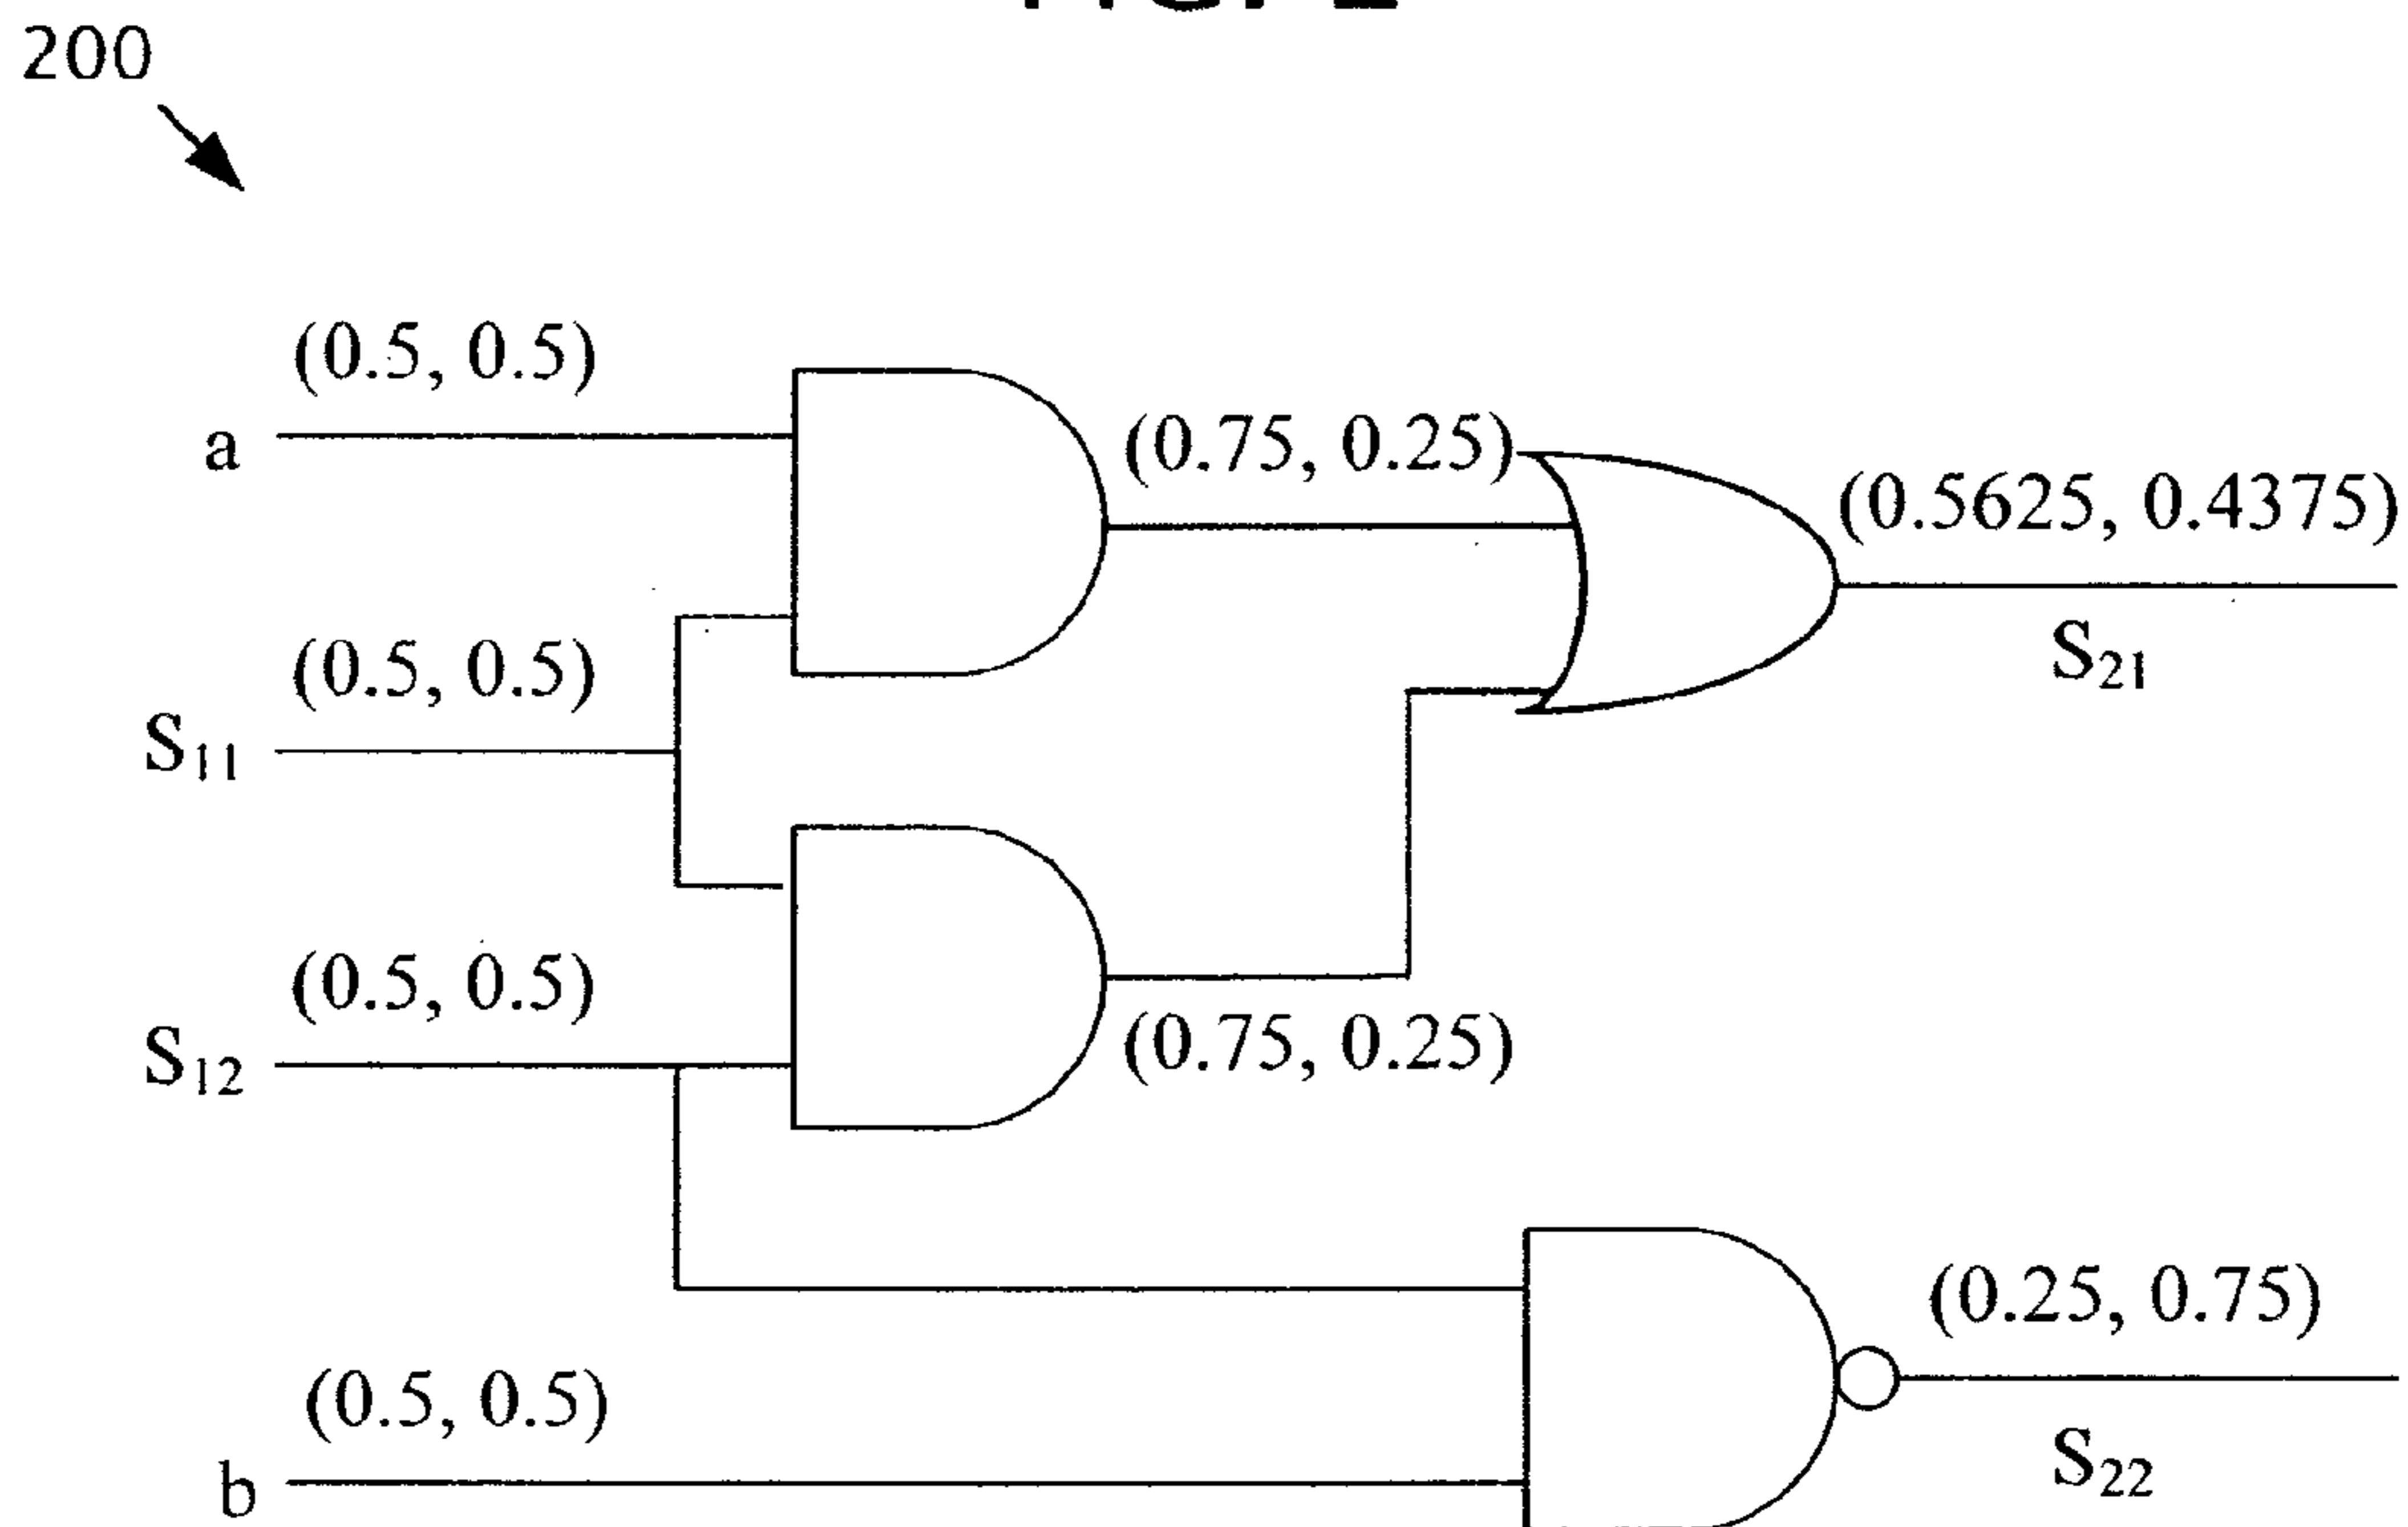 200
(0.5, 0.5)
a
(0.75, 0.25)
(0.5625, 0.4375)
S21
(0.5, 0.5)
S11
(0.5, 0.5)
S12
(0.75, 0.25)
(0.25, 0.75)
S22
(0.5, 0.5)
b